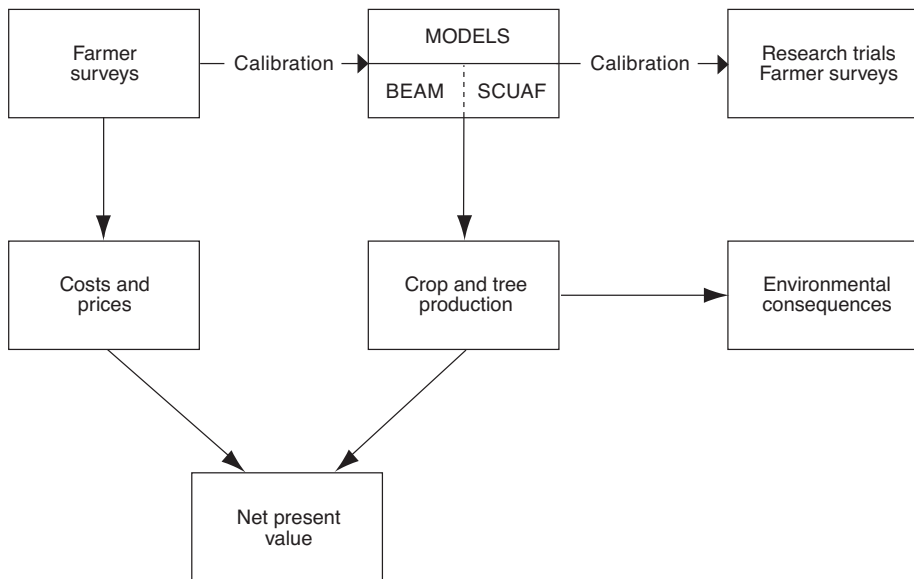 Farmer
surveys
Calibration
MODELS
BEAM
SCUAF
Calibration
Research trials
Farmer surveys
Costs and
prices
Crop and tree
production
Environmental
consequences
Net present
value